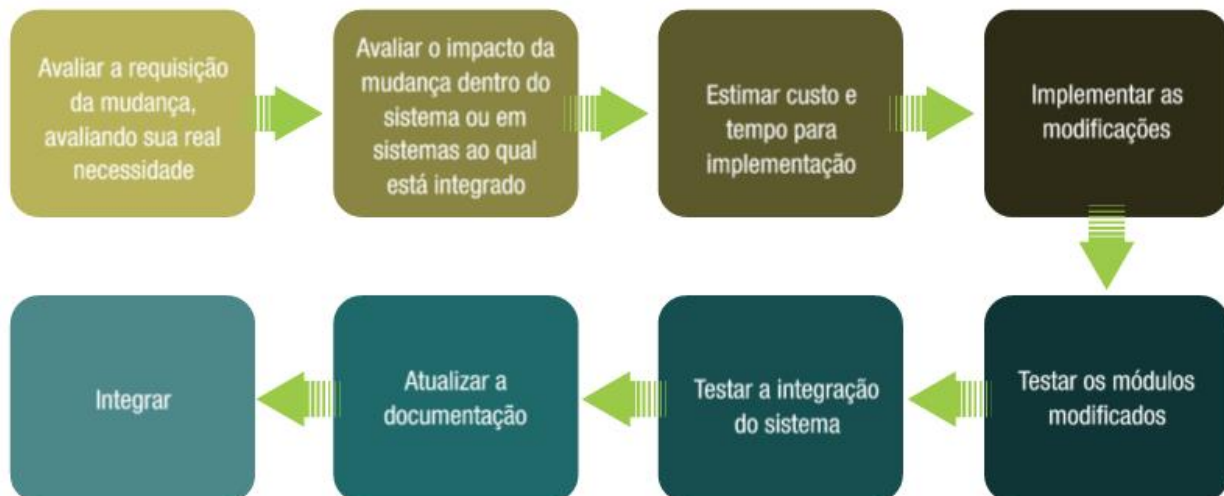 Avaliar a requisição
da mudança,
avaliando sua real
necessidade
Avaliar o impacto da
mudança dentro do
sistema ou em
sistemas ao qual
está integrado
Estimar custo e
tempo para
implementação
Implementar as
modificações
Testar os módulos
modificados
Testar a integração
do sistema
Atualizar a
documentação
Integrar